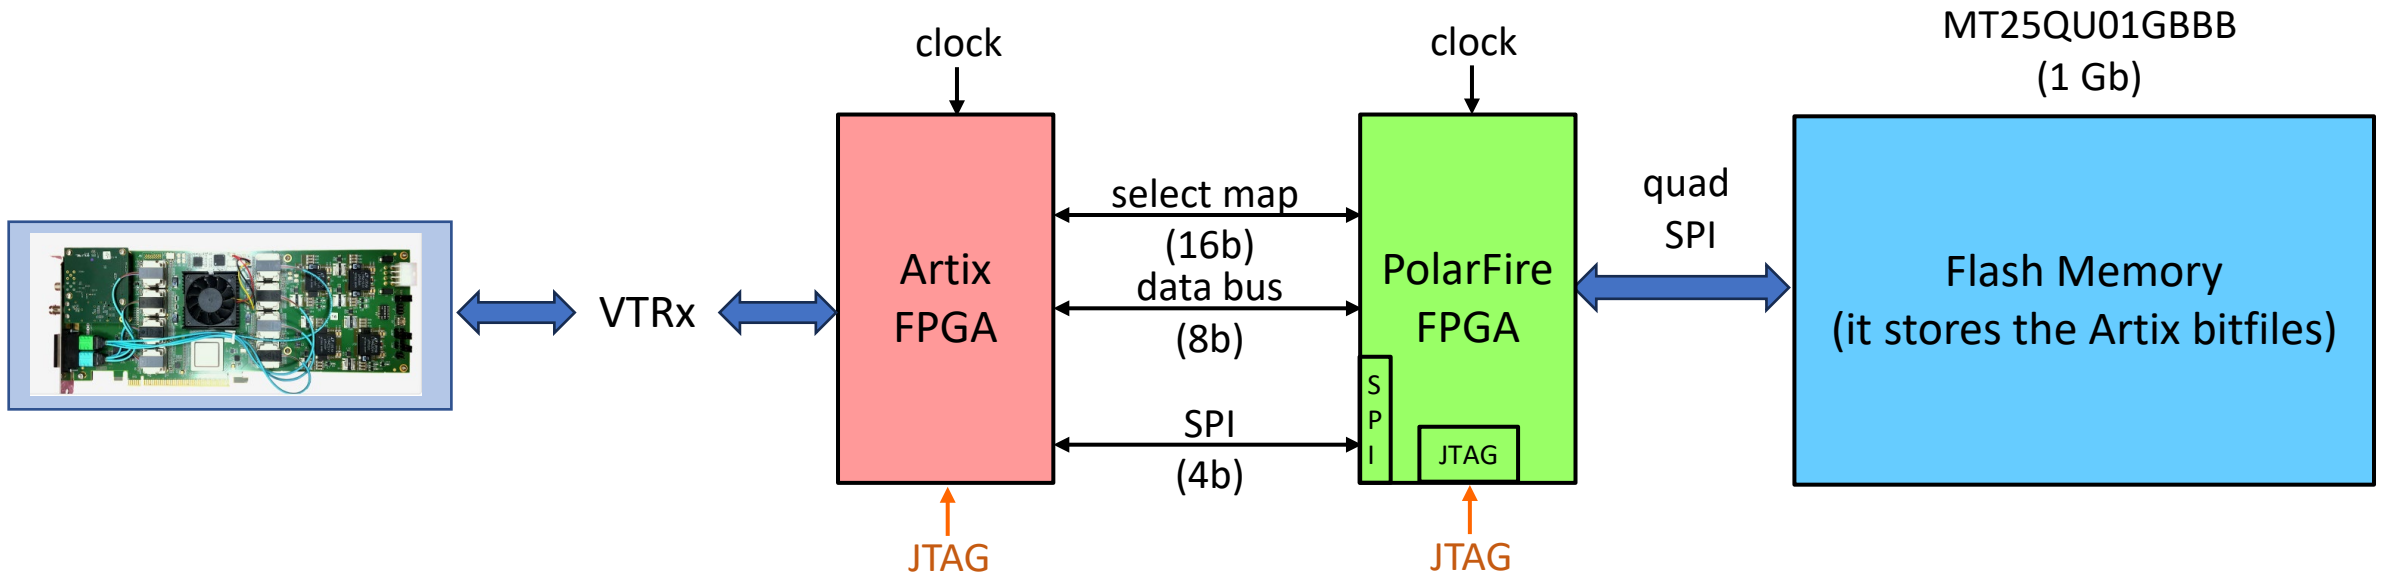 clock
clock
MT25QU01GBBB
(1 Gb)
VTRx
Artix
FPGA
select map
(16b)
data bus
(8b)
SPI
(4b)
PolarFire
FPGA
S
P
I
JTAG
quad
SPI
Flash Memory
(it stores the Artix bitfiles)
JTAG
JTAG